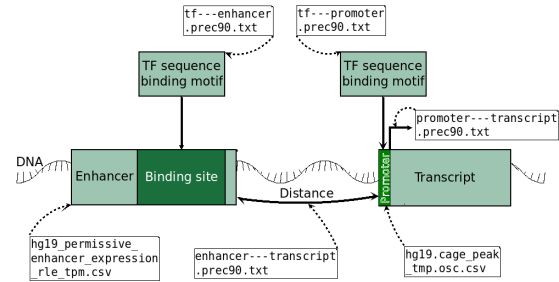 tf---enhancer
.prec90.txt
tf---promoter
.prec90.txt
TF sequence
binding motif
TF sequence
binding motif
promoter---transcript
.prec90.txt
DNA
Enhancer
Binding site
Promoter
Transcript
Distance
hg19_permissive_
enhancer_expression
_rle_tpm.csv
enhancer---transcript
.prec90.txt
hg19.cage_peak
_tmp.osc.csv